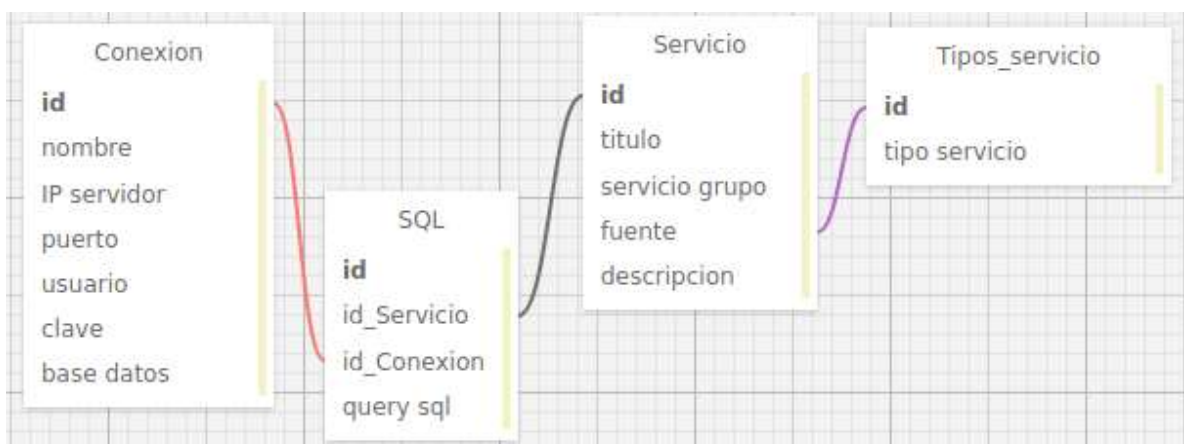 Conexion
id
nombre
IP servidor
puerto
usuario
clave
base datos
SQL
id
id_Servicio
id_Conexion
query sql
Servicio
id
titulo
servicio grupo
fuente
descripcion
Tipos_servicio
id
tipo servicio